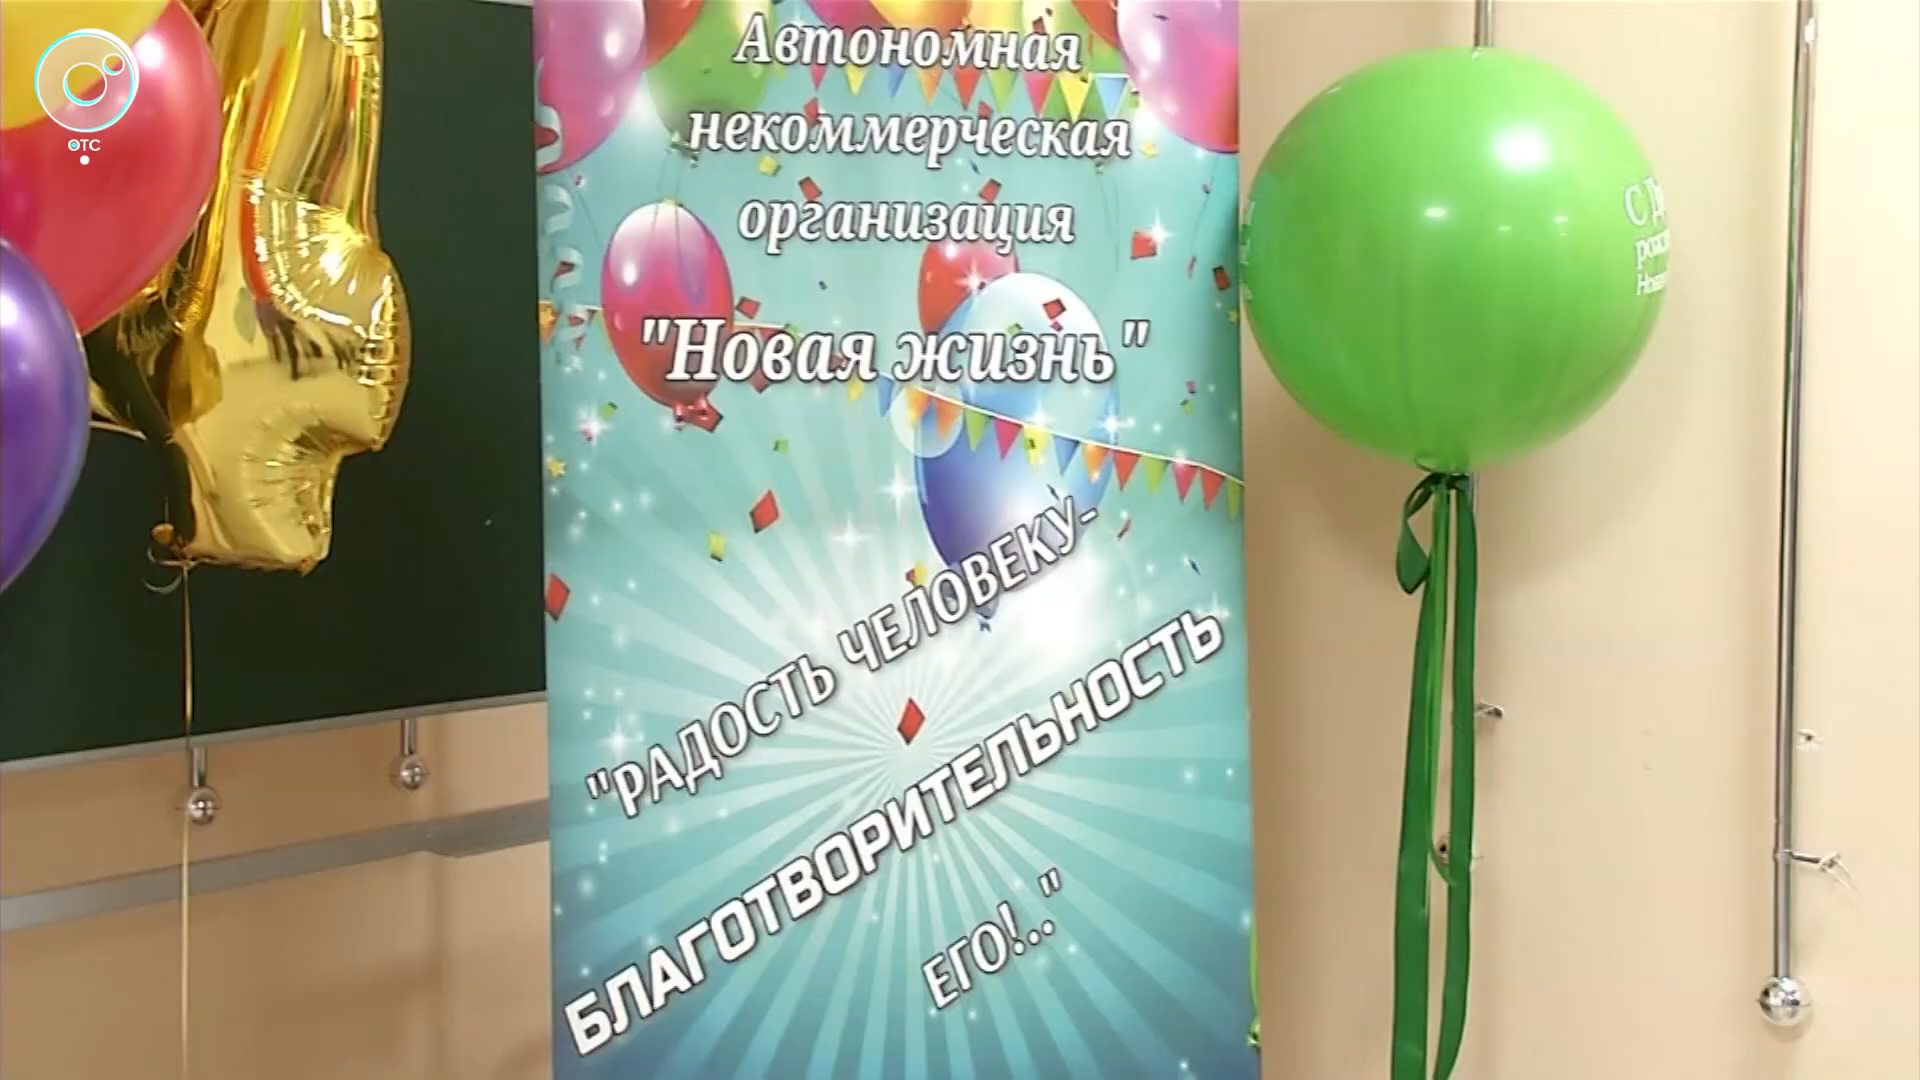 ОТС
Автономная
некоммерческая
организация
"Новая жизнь"
"РАДОСТЬ ЧЕЛОВЕКУ-
БЛАГОТВОРИТЕЛЬНОСТЬ
ЕГО!.."
С